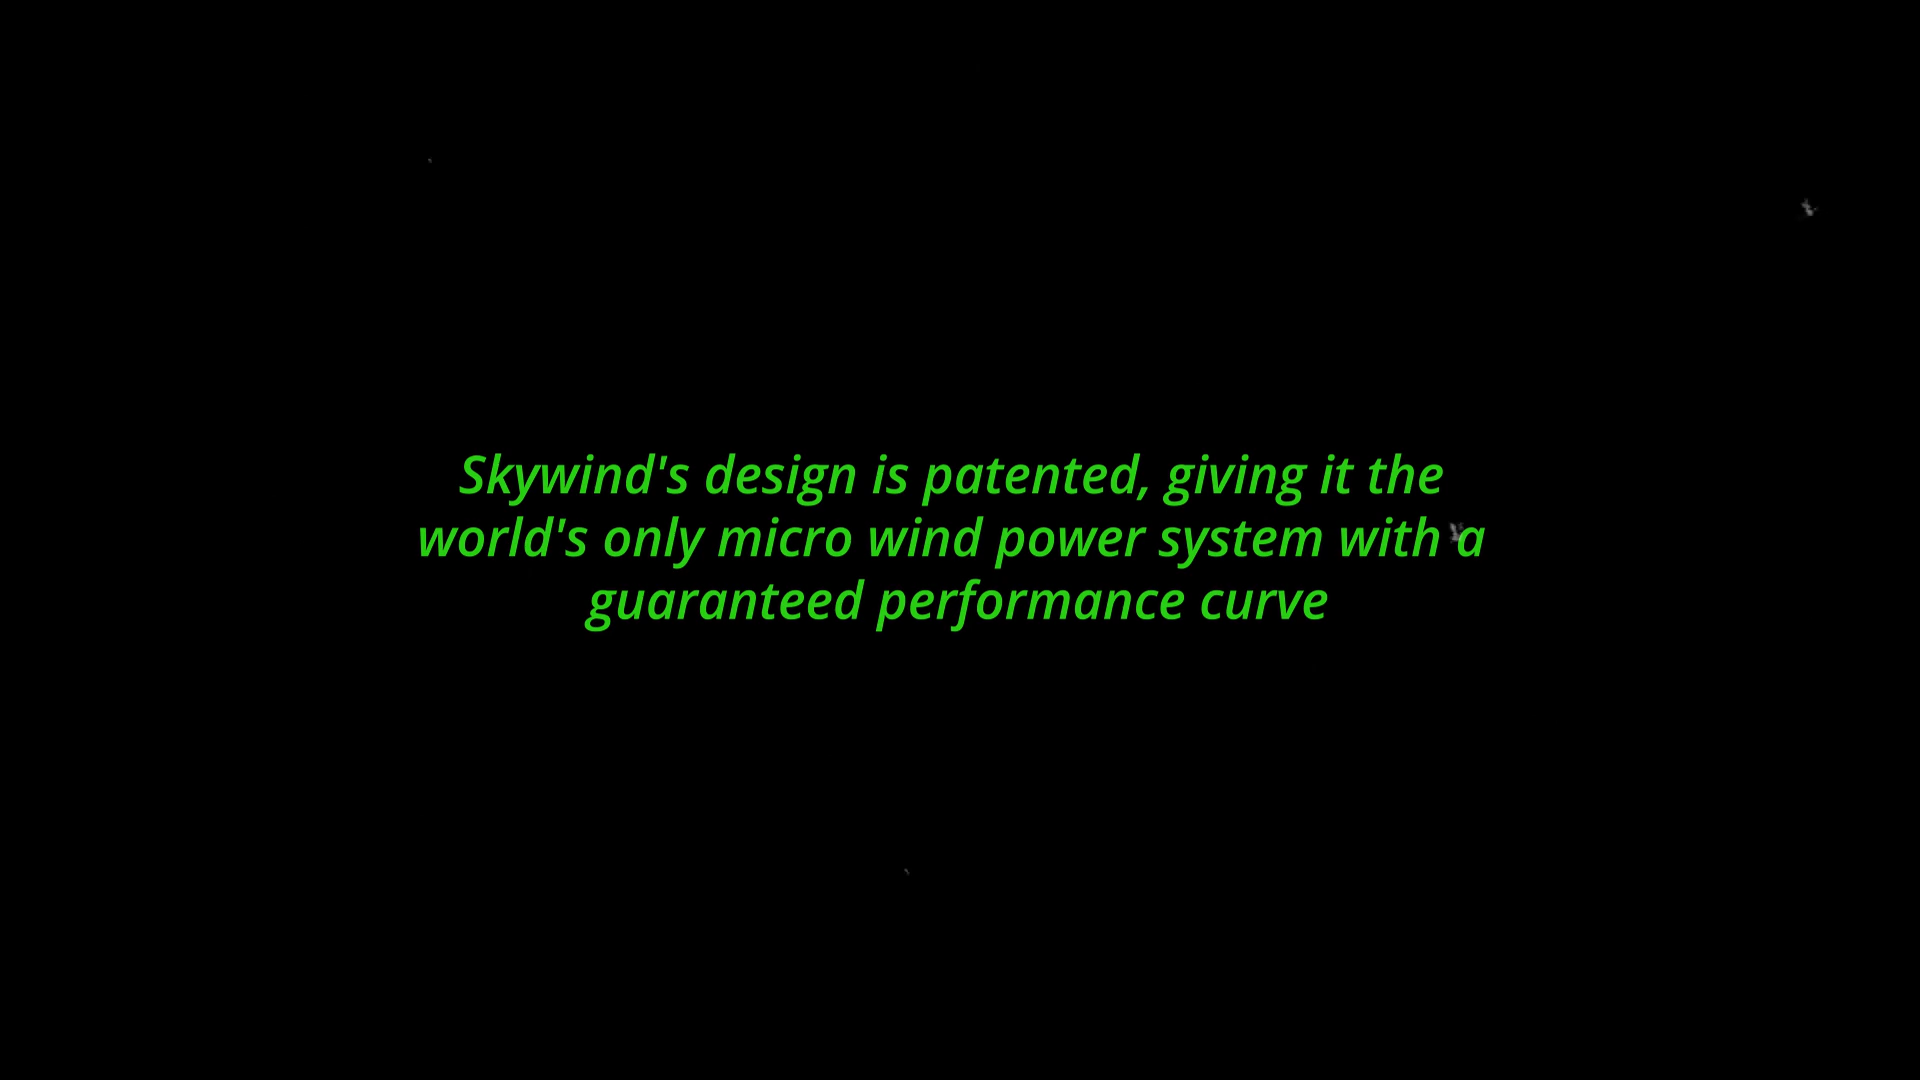 Skywind's design is patented, giving it the
world's only micro wind power system with a
guaranteed performance curve